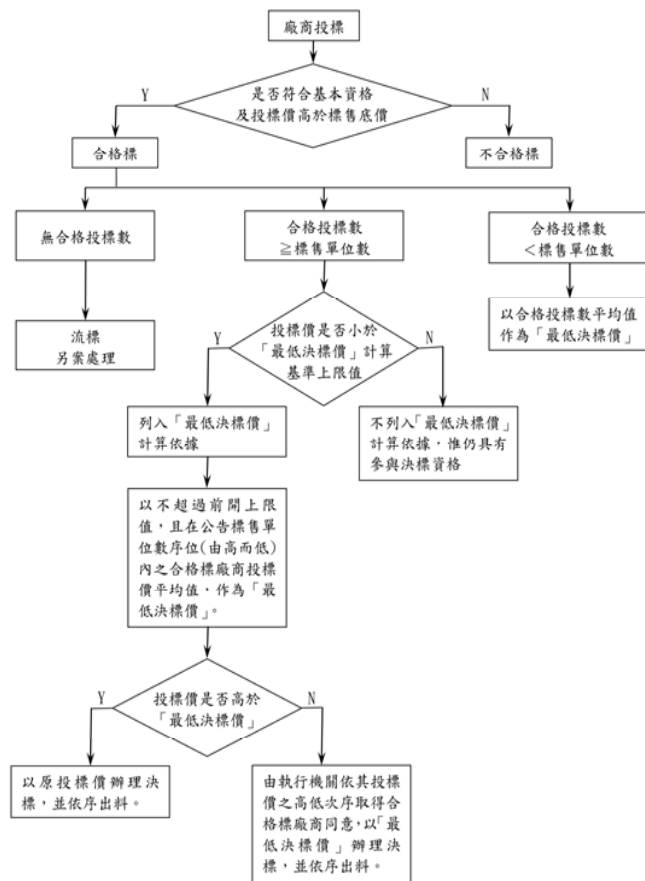 廠商投標
是否符合基本資格
及投標價高於標售底價
Y
N
合格標
不合格標
無合格投標數
合格投標數
≧標售單位數
合格投標數
＜標售單位數
流標
另案處理
投標價是否小於
「最低決標價」計算
基準上限值
Y
N
以合格投標數平均值
作為「最低決標價」
列入「最低決標價」
計算依據
不列入「最低決標價」
計算依據，惟仍具有
參與決標資格
以不超過前開上限
值，且在公告標售單
位數序位(由高而低)
內之合格標廠商投標
價平均值，作為「最
低決標價」。
投標價是否高於
「最低決標價」
Y
N
以原投標價辦理決
標，並依序出料。
由執行機關依其投標
價之高低次序取得合
格標廠商同意，以「最
低決標價」辦理決
標，並依序出料。